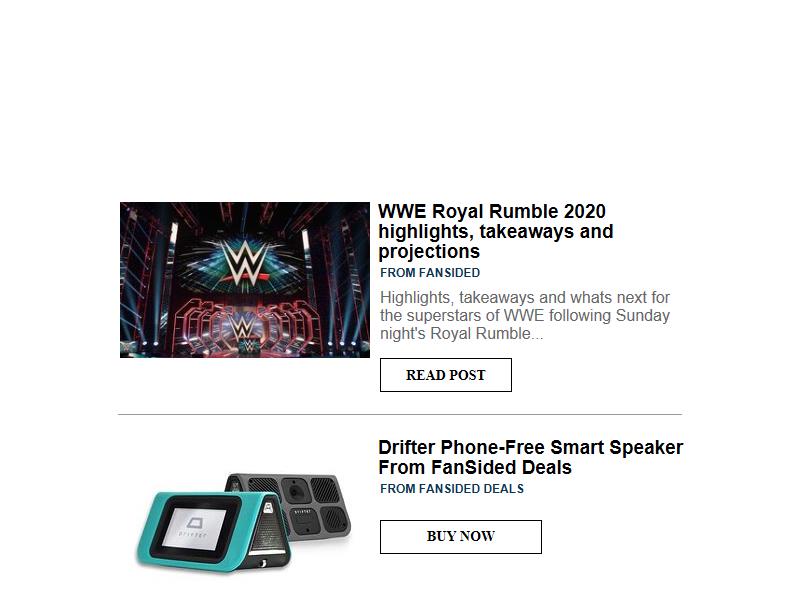 WWE Royal Rumble 2020
highlights, takeaways and
projections
FROM FANSIDED
Highlights, takeaways and whats next for
the superstars of WWE following Sunday
night's Royal Rumble...
READ POST
Drifter Phone-Free Smart Speaker
From FanSided Deals
FROM FANSIDED DEALS
DRIFTER
DRIFTER
BUY NOW